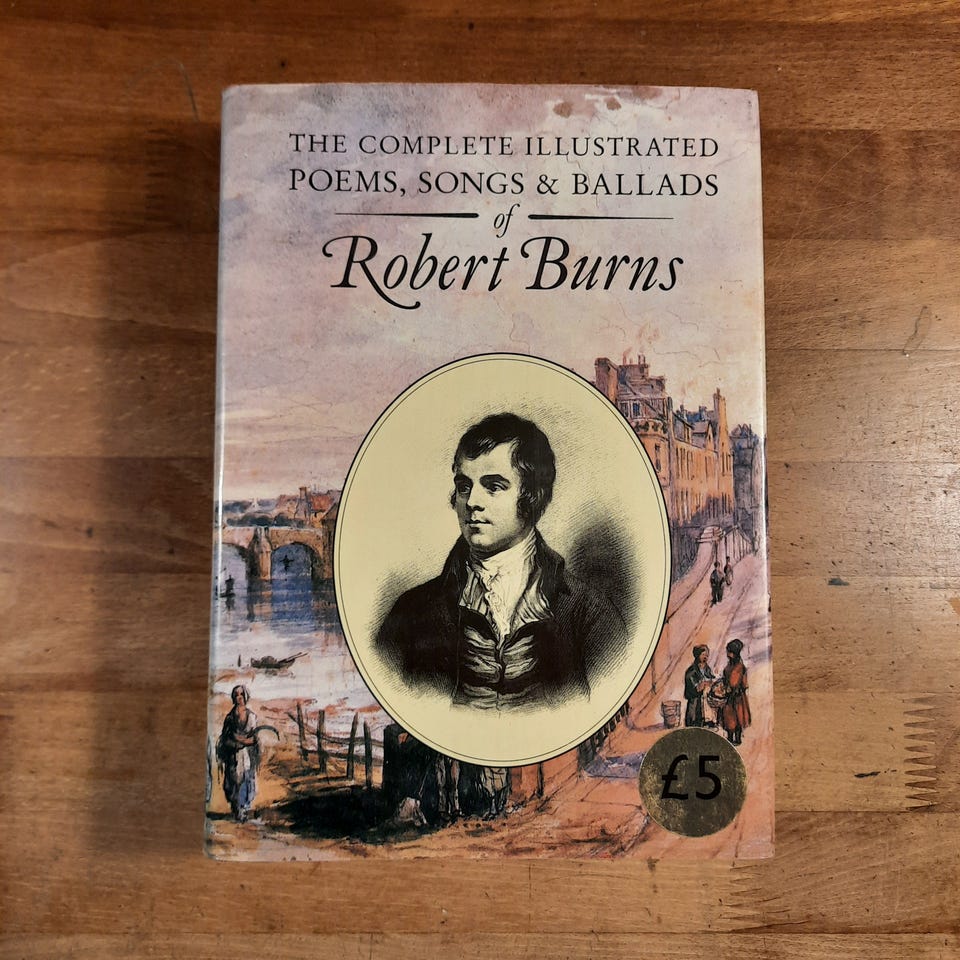 THE COMPLETE ILLUSTRATED
POEMS, SONGS & BALLADS
of
Robert Burns
£5